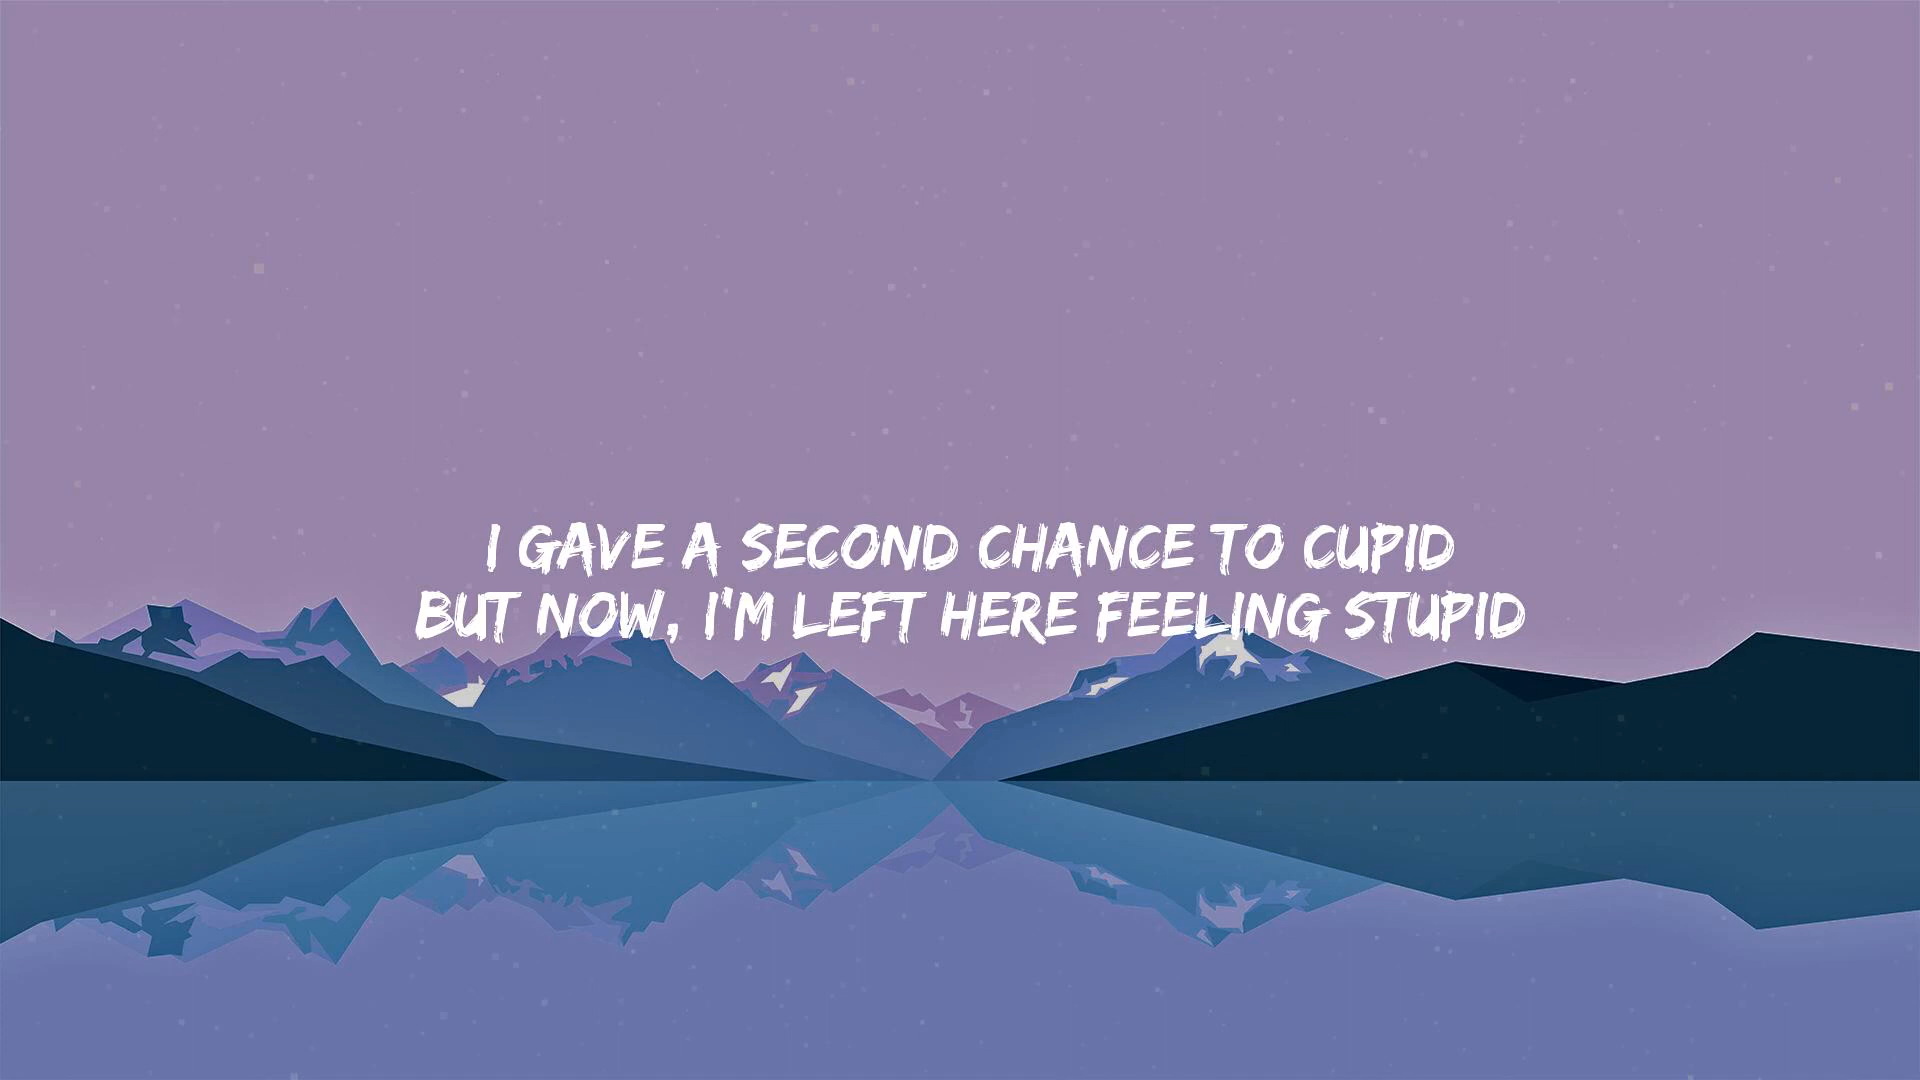 I GAVE A SECOND CHANCE TO CUPID
BUT NOW, I'M LEFT HERE FEELING STUPID